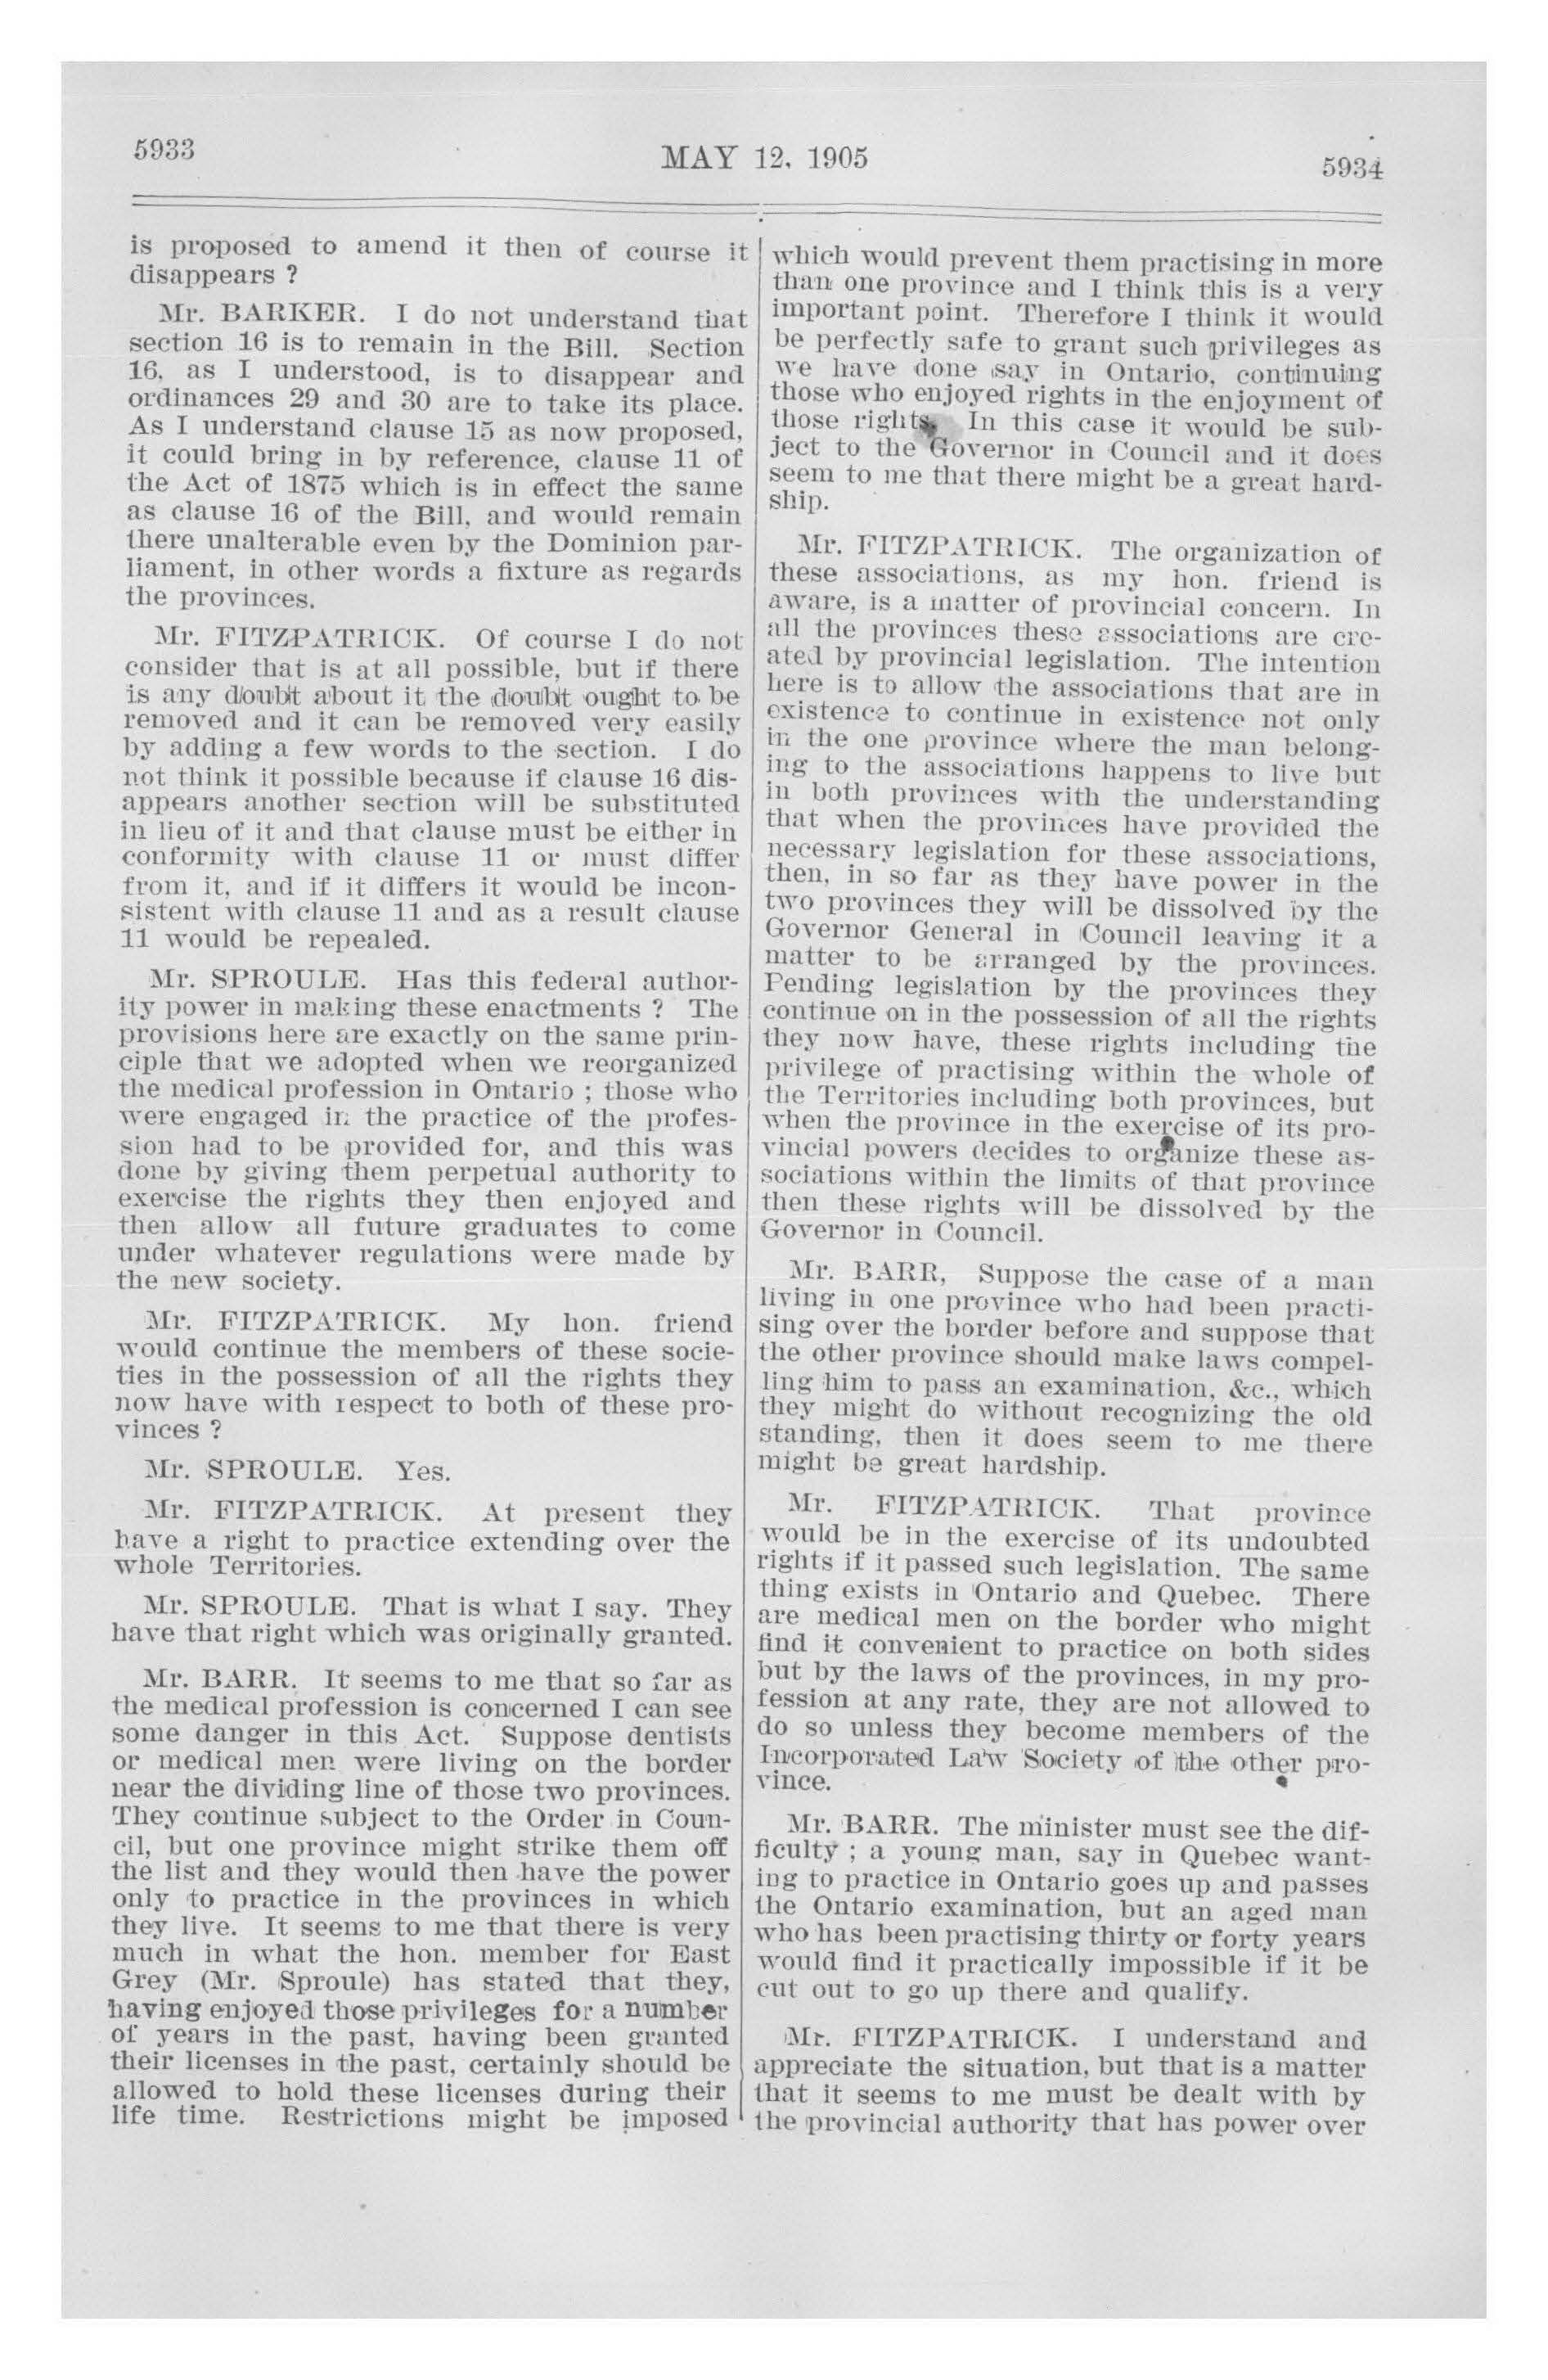 5933
MAY 12, 1905
5934
is proposed to amend it then of course it
disappears ?
Mr. BARKER. I do not understand that
section 16 is to remain in the Bill. Section
16, as I understood, is to disappear and
ordinances 29 and 30 are to take its place.
As I understand clause 15 as now proposed,
it could bring in by reference, clause 11 of
the Act of 1875 which is in effect the same
as clause 16 of the Bill, and would remain
there unalterable even by the Dominion par-
liament, in other words a fixture as regards
the provinces.
Mr. FITZPATRICK. Of course I do not
consider that is at all possible, but if there
is any doubt about it the doubt ought to be
removed and it can be removed very easily
by adding a few words to the section. I do
not think it possible because if clause 16 dis-
appears another section will be substituted
in lieu of it and that clause must be either in
conformity with clause 11 or must differ
from it, and if it differs it would be incon-
sistent with clause 11 and as a result clause
11 would be repealed.
Mr. SPROULE. Has this federal author-
ity power in making these enactments ? The
provisions here are exactly on the same prin-
ciple that we adopted when we reorganized
the medical profession in Ontario ; those who
were engaged in the practice of the profes-
sion had to be provided for, and this was
done by giving them perpetual authority to
exercise the rights they then enjoyed and
then allow all future graduates to come
under whatever regulations were made by
the new society.
Mr. FITZPATRICK. My hon. friend
would continue the members of these socie-
ties in the possession of all the rights they
now have with respect to both of these pro-
vinces ?
Mr. SPROULE. Yes.
Mr. FITZPATRICK. At present they
have a right to practice extending over the
whole Territories.
Mr. SPROULE. That is what I say. They
have that right which was originally granted.
Mr. BARR. It seems to me that so far as
the medical profession is concerned I can see
some danger in this Act. Suppose dentists
or medical men were living on the border
near the dividing line of those two provinces.
They continue subject to the Order in Coun-
cil, but one province might strike them off
the list and they would then have the power
only to practice in the provinces in which
they live. It seems to me that there is very
much in what the hon. member for East
Grey (Mr. Sproule) has stated that they,
having enjoyed those privileges for a number
of years in the past, having been granted
their licenses in the past, certainly should be
allowed to hold these licenses during their
life time. Restrictions might be imposed
which would prevent them practising in more
than one province and I think this is a very
important point. Therefore I think it would
be perfectly safe to grant such privileges as
we have done say in Ontario, continuing
those who enjoyed rights in the enjoyment of
those rights. In this case it would be sub-
ject to the Governor in Council and it does
seem to me that there might be a great hard-
ship.
Mr. FITZPATRICK. The organization of
these associations, as my hon. friend is
aware, is a matter of provincial concern. In
all the provinces these associations are cre-
ated by provincial legislation. The intention
here is to allow the associations that are in
existence to continue in existence not only
in the one province where the man belong-
ing to the associations happens to live but
in both provinces with the understanding
that when the provinces have provided the
necessary legislation for these associations,
then, in so far as they have power in the
two provinces they will be dissolved by the
Governor General in Council leaving it a
matter to be arranged by the provinces.
Pending legislation by the provinces they
continue on in the possession of all the rights
they now have, these rights including the
privilege of practising within the whole of
the Territories including both provinces, but
when the province in the exercise of its pro-
vincial powers decides to organize these as-
sociations within the limits of that province
then these rights will be dissolved by the
Governor in Council.
Mr. BARR, Suppose the case of a man
living in one province who had been practi-
sing over the border before and suppose that
the other province should make laws compel-
ling him to pass an examination, &c., which
they might do without recognizing the old
standing, then it does seem to me there
might be great hardship.
Mr. FITZPATRICK. That province
would be in the exercise of its undoubted
rights if it passed such legislation. The same
thing exists in Ontario and Quebec. There
are medical men on the border who might
find it convenient to practice on both sides
but by the laws of the provinces, in my pro-
fession at any rate, they are not allowed to
do so unless they become members of the
Incorporated Law Society of the other pro-
vince.
Mr. BARR. The minister must see the dif-
ficulty ; a young man, say in Quebec want-
ing to practice in Ontario goes up and passes
the Ontario examination, but an aged man
who has been practising thirty or forty years
would find it practically impossible if it be
cut out to go up there and qualify.
Mr. FITZPATRICK. I understand and
appreciate the situation, but that is a matter
that it seems to me must be dealt with by
the provincial authority that has power over